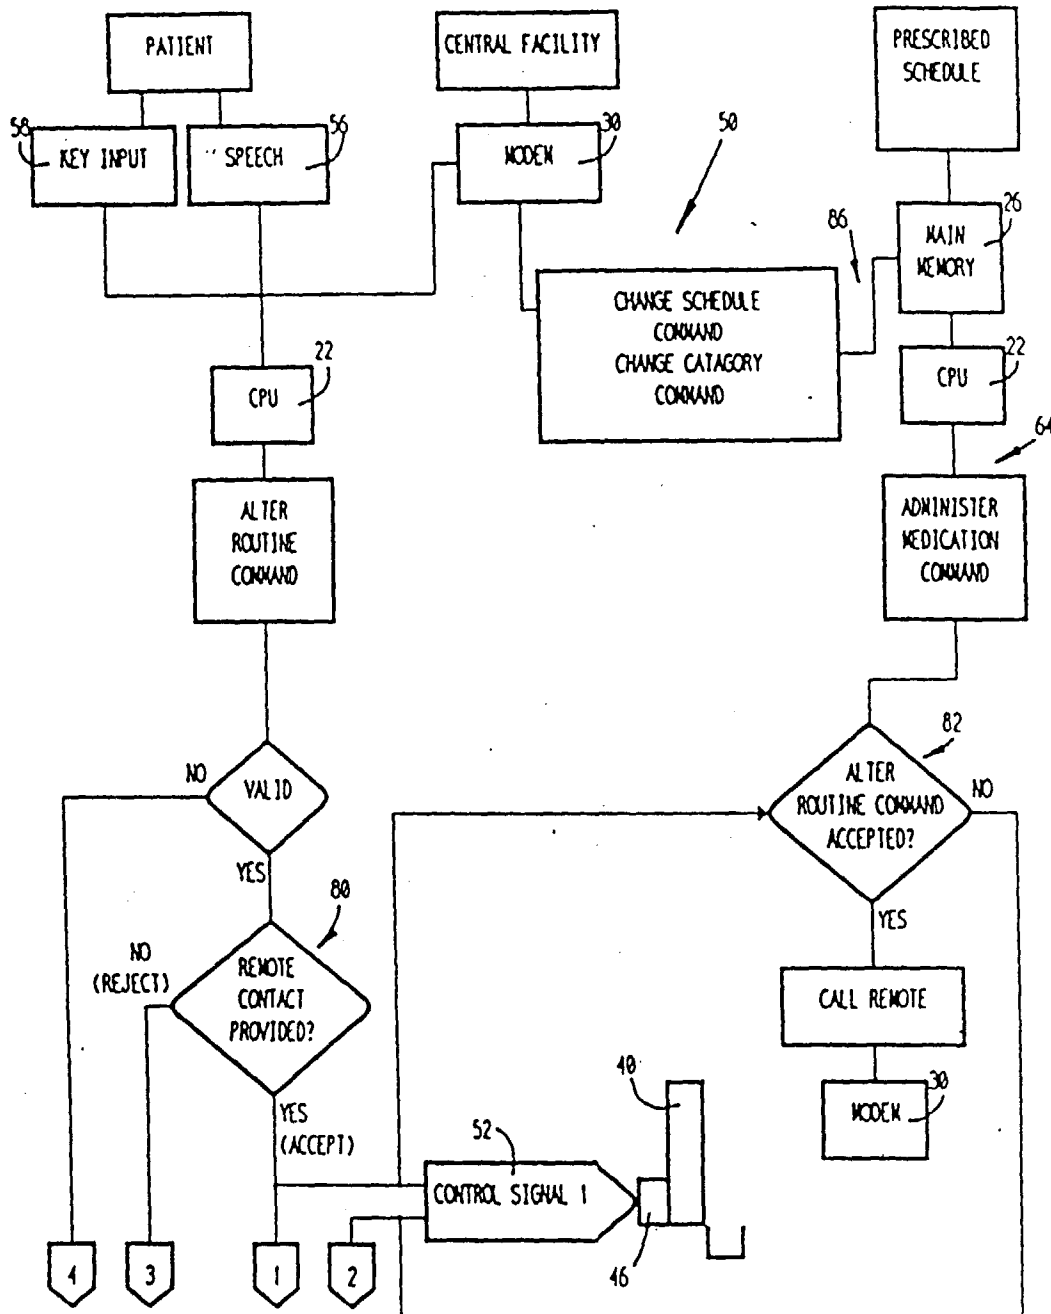 PATIENT
CENTRAL FACILITY
PRESCRIBED
SCHEDULE
58
KEY INPUT
56
SPEECH
30
MODEM
50
26
MAIN
MEMORY
86
CHANGE SCHEDULE
COMMAND
CHANGE CATAGORY
COMMAND
22
CPU
22
CPU
64
ALTER
ROUTINE
COMMAND
ADMINISTER
MEDICATION
COMMAND
82
NO
VALID
YES
ALTER
ROUTINE COMMAND
ACCEPTED?
NO
YES
80
NO
(REJECT)
REMOTE
CONTACT
PROVIDED?
YES
(ACCEPT)
CALL REMOTE
30
MODEM
40
52
CONTROL SIGNAL 1
46
4
3
1
2